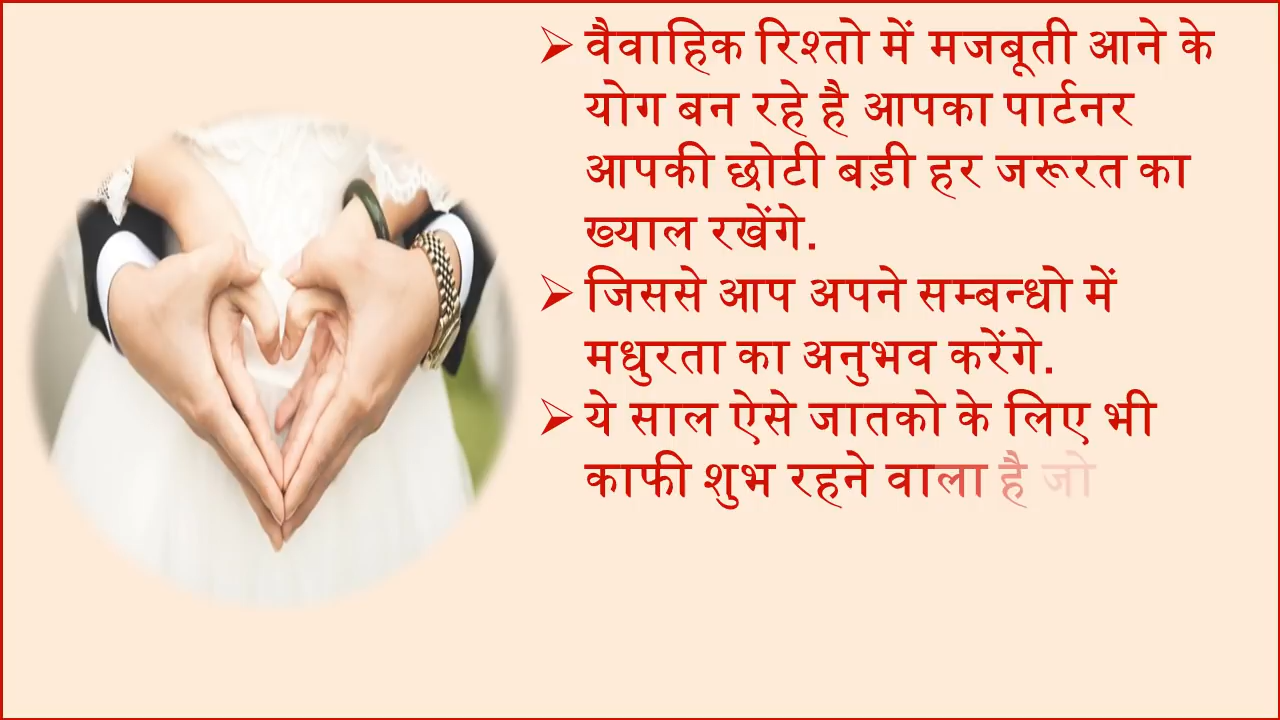 ➢ वैवाहिक रिश्तो में मजबूती आने के
योग बन रहे है आपका पार्टनर
आपकी छोटी बड़ी हर जरूरत का
ख्याल रखेंगे.
➢ जिससे आप अपने सम्बन्धो में
मधुरता का अनुभव करेंगे.
➢ ये साल ऐसे जातको के लिए भी
काफी शुभ रहने वाला है जो